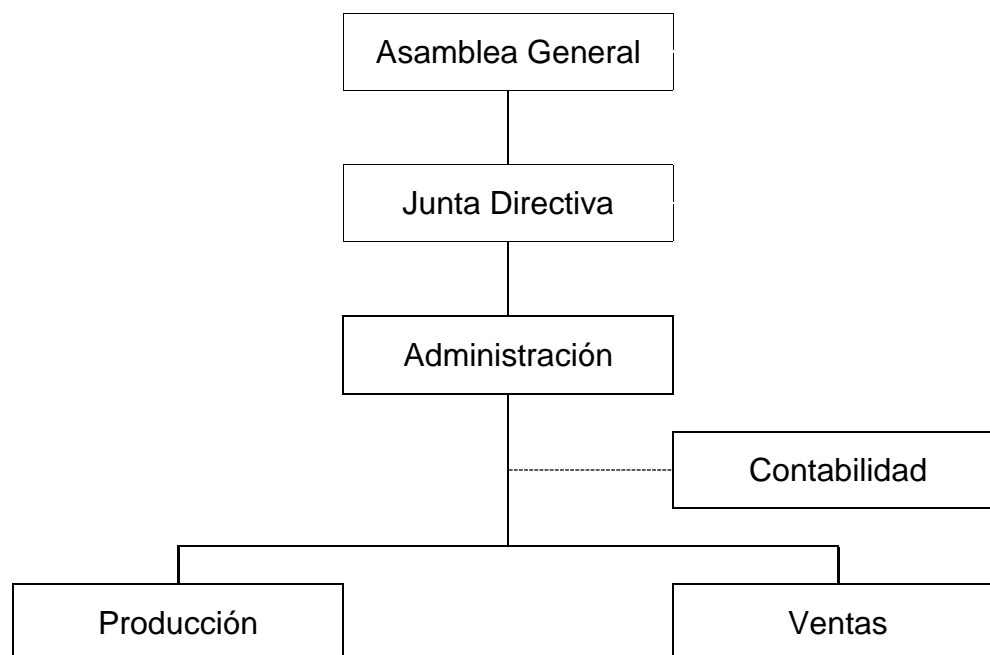 Asamblea General
Junta Directiva
Administración
Contabilidad
Producción
Ventas